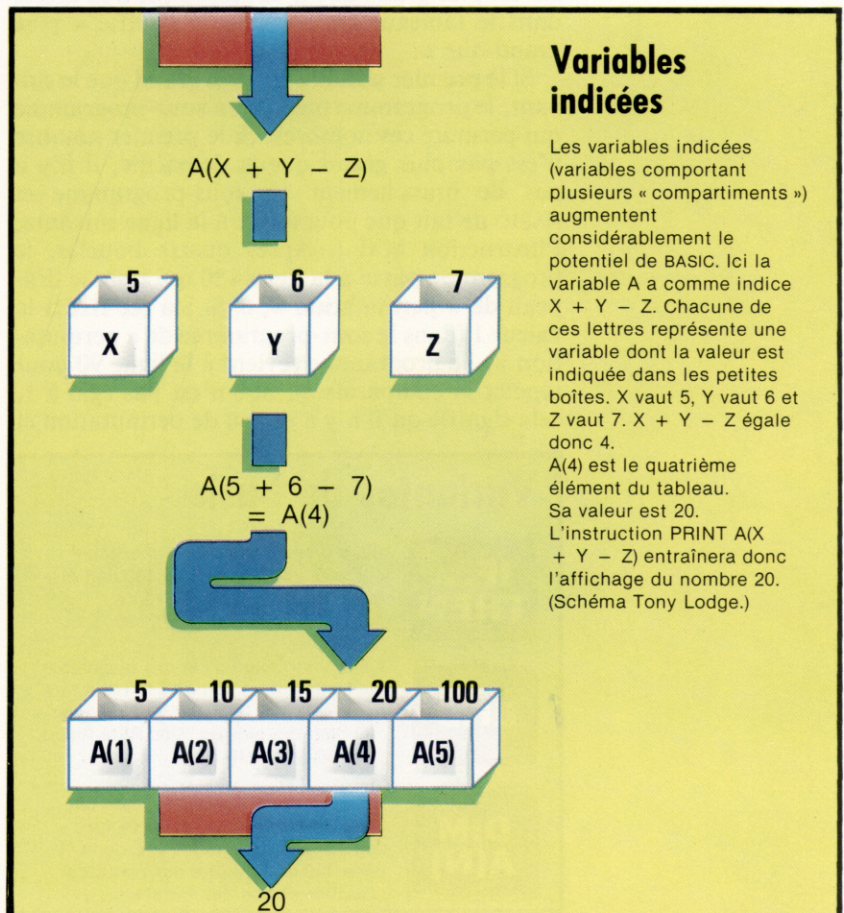 Variables
indicées
Les variables indicées
(variables comportant
plusieurs « compartiments »)
augmentent
considérablement le
potentiel de BASIC. Ici la
variable A a comme indice
X + Y − Z. Chacune de
ces lettres représente une
variable dont la valeur est
indiquée dans les petites
boîtes. X vaut 5, Y vaut 6 et
Z vaut 7. X + Y − Z égale
donc 4.
A(4) est le quatrième
élément du tableau.
Sa valeur est 20.
L'instruction PRINT A(X
+ Y − Z) entraînera donc
l'affichage du nombre 20.
(Schéma Tony Lodge.)
A(X + Y − Z)
5 6 7
X Y Z
A(5 + 6 − 7)
= A(4)
5 10 15 20 100
A(1) A(2) A(3) A(4) A(5)
20